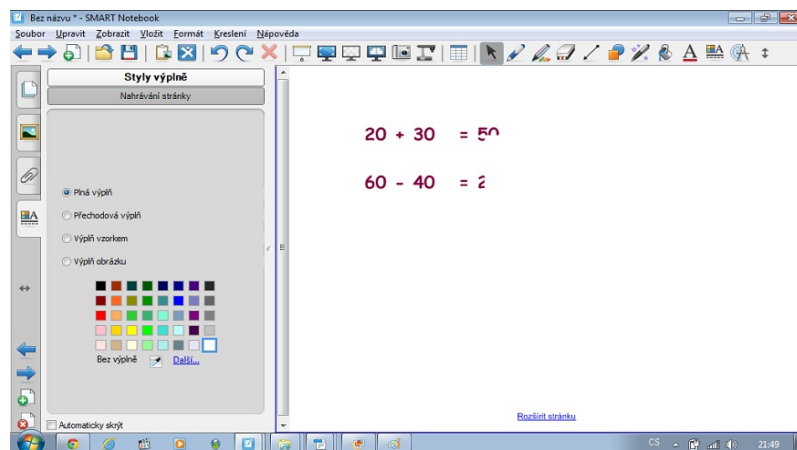 Bez názvu * - SMART Notebook
Soubor Upravit Zobrazit Vložit Formát Kreslení Nápověda
Styly výplně
Nahrávání stránky
Plná výplň
Přechodová výplň
Výplň vzorkem
Výplň obrázku
Bez výplně Další...
Automaticky skrýt
20 + 30 = 50
60 - 40 = 2
Rozšířit stránku
CS 21:49